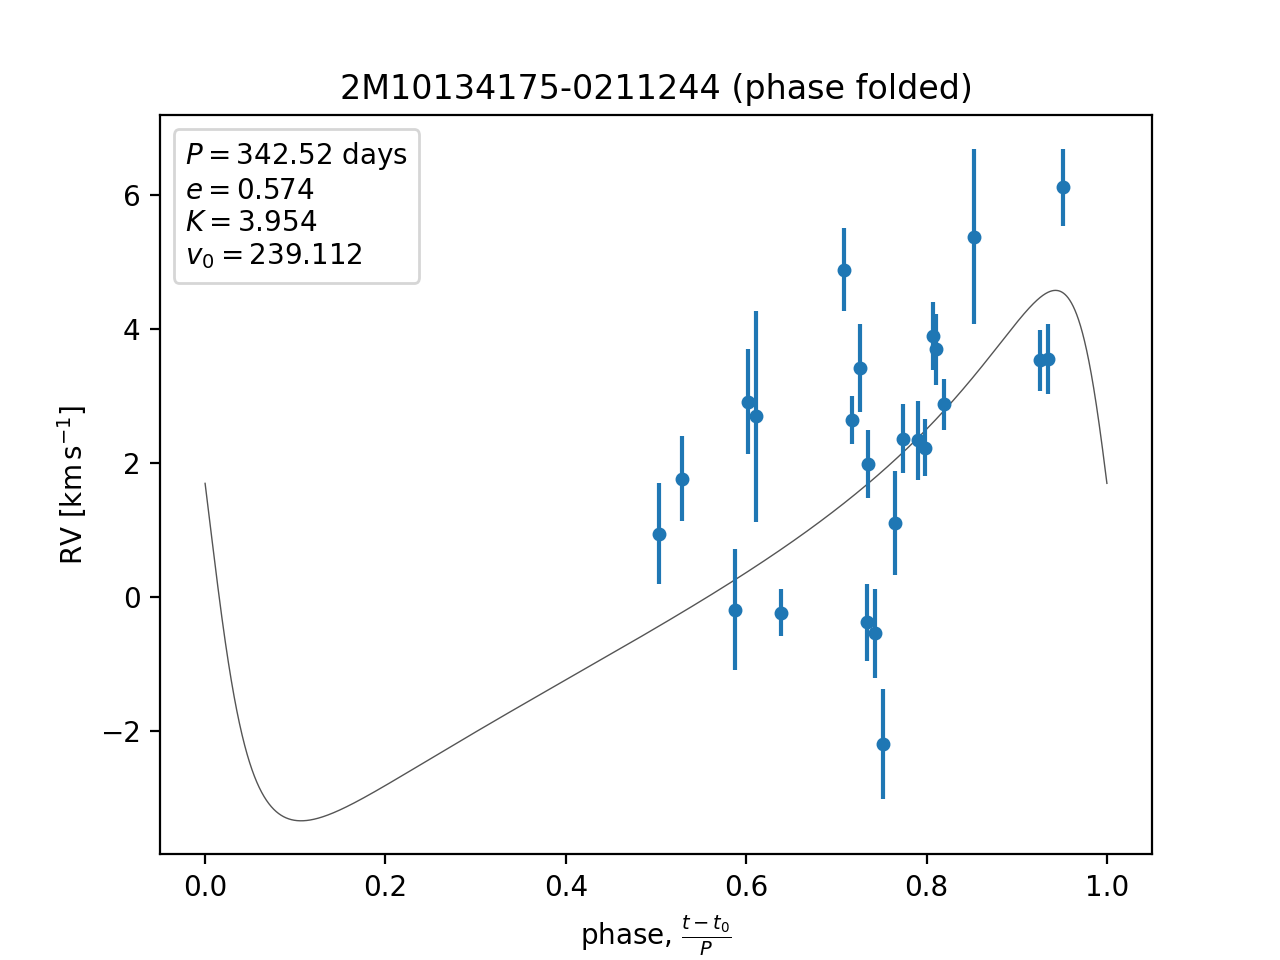 2M10134175-0211244 (phase folded)
P = 342.52 days
e = 0.574
K = 3.954
v₀ = 239.112
RV [km s⁻¹]
6
4
2
0
−2
0.0 0.2 0.4 0.6 0.8 1.0
phase, (t − t₀)/P